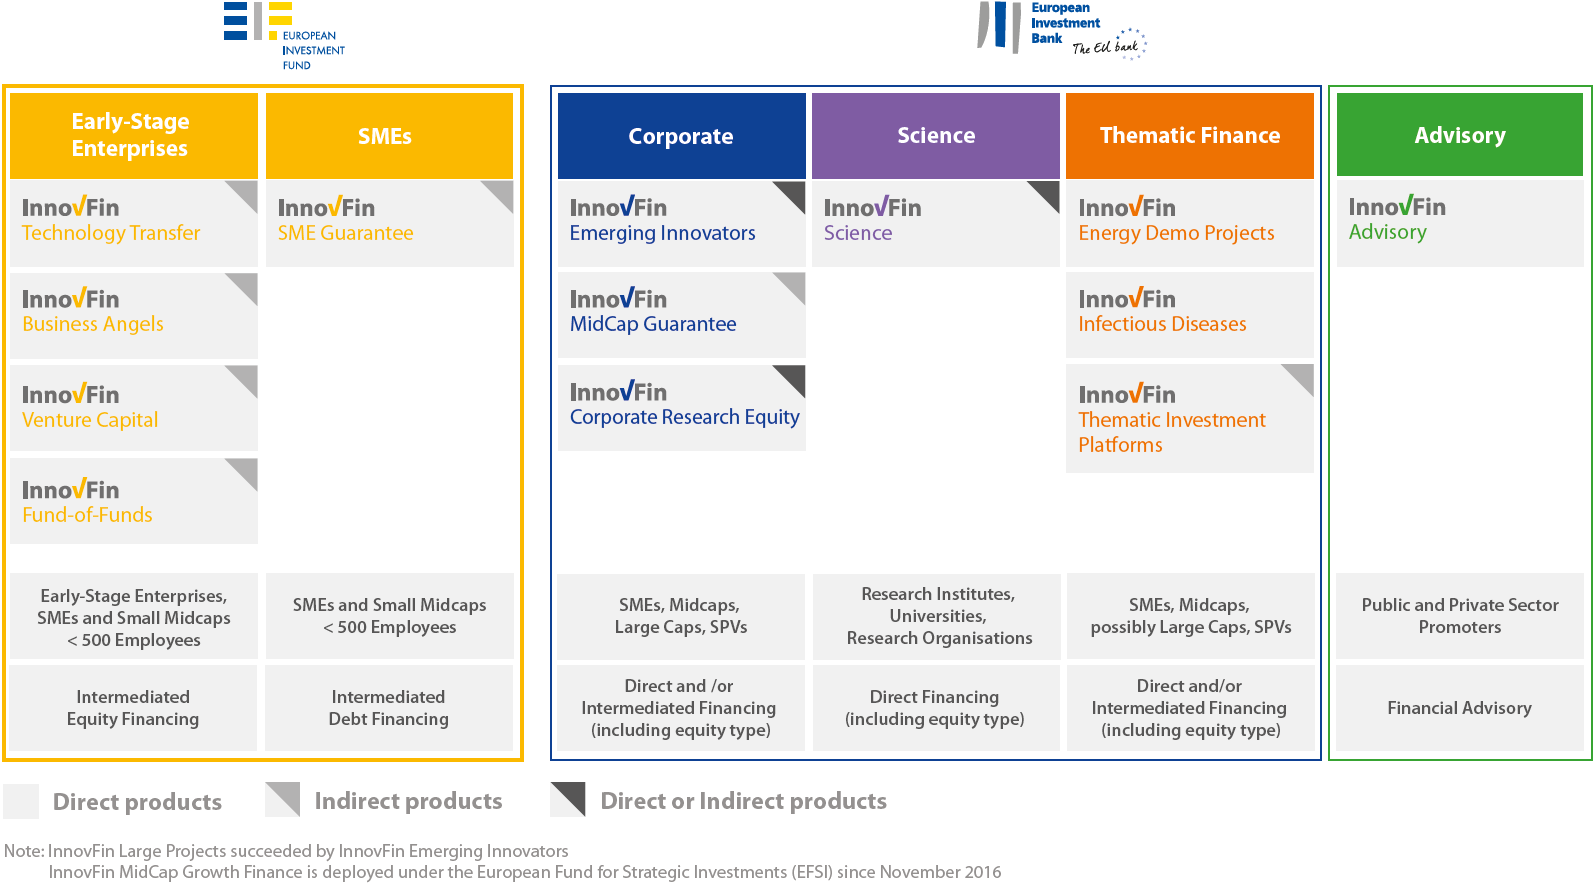 EUROPEAN
INVESTMENT
FUND
European
Investment
Bank
The EU bank
Early-Stage
Enterprises
InnovFin
Technology Transfer
InnovFin
Business Angels
InnovFin
Venture Capital
InnovFin
Fund-of-Funds
Early-Stage Enterprises,
SMEs and Small Midcaps
< 500 Employees
Intermediated
Equity Financing
SMEs
InnovFin
SME Guarantee
SMEs and Small Midcaps
< 500 Employees
Intermediated
Debt Financing
Corporate
InnovFin
Emerging Innovators
InnovFin
MidCap Guarantee
InnovFin
Corporate Research Equity
SMEs, Midcaps,
Large Caps, SPVs
Direct and /or
Intermediated Financing
(including equity type)
Science
InnovFin
Science
Research Institutes,
Universities,
Research Organisations
Direct Financing
(including equity type)
Thematic Finance
InnovFin
Energy Demo Projects
InnovFin
Infectious Diseases
InnovFin
Thematic Investment
Platforms
SMEs, Midcaps,
possibly Large Caps, SPVs
Direct and/or
Intermediated Financing
(including equity type)
Advisory
InnovFin
Advisory
Public and Private Sector
Promoters
Financial Advisory
Direct products
Indirect products
Direct or Indirect products
Note: InnovFin Large Projects succeeded by InnovFin Emerging Innovators
InnovFin MidCap Growth Finance is deployed under the European Fund for Strategic Investments (EFSI) since November 2016